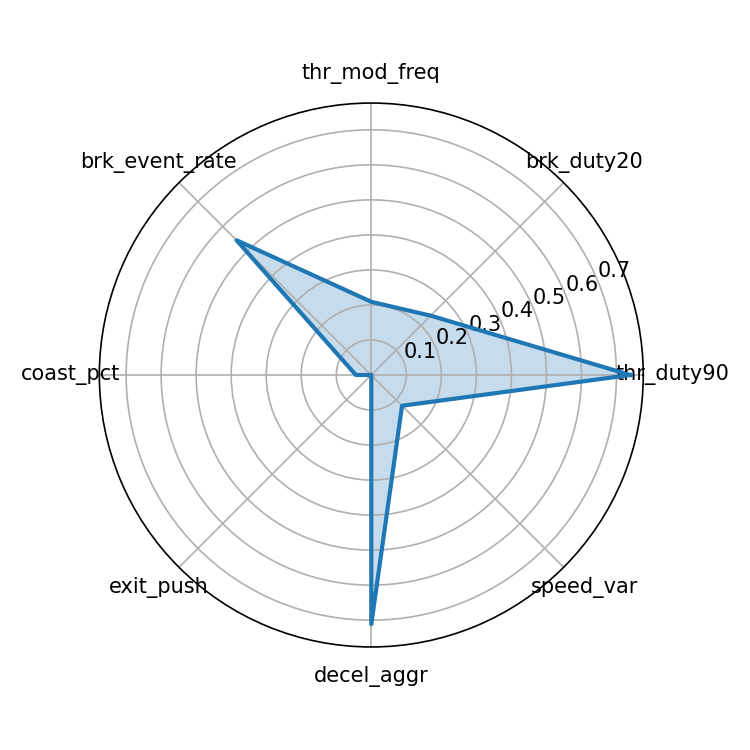 thr_mod_freq
brk_event_rate
brk_duty20
0.7
0.6
0.5
0.4
0.3
0.2
0.1
coast_pct
thr_duty90
exit_push
speed_var
decel_aggr